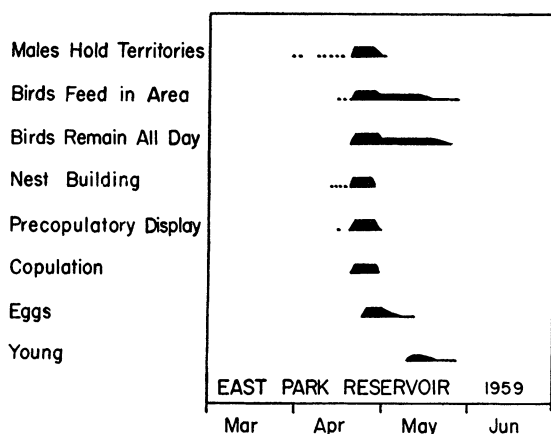 Males Hold Territories
Birds Feed in Area
Birds Remain All Day
Nest Building
Precopulatory Display
Copulation
Eggs
Young
EAST PARK RESERVOIR 1959
Mar Apr May Jun